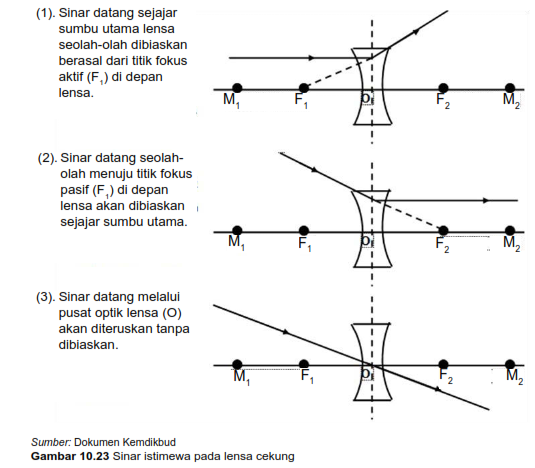 (1). Sinar datang sejajar
sumbu utama lensa
seolah-olah dibiaskan
berasal dari titik fokus
aktif (F₁) di depan
lensa.
M₁ F₁ O F₂ M₂
(2). Sinar datang seolah-
olah menuju titik fokus
pasif (F₁) di depan
lensa akan dibiaskan
sejajar sumbu utama.
M₁ F₁ O F₂ M₂
(3). Sinar datang melalui
pusat optik lensa (O)
akan diteruskan tanpa
dibiaskan.
M₁ F₁ O F₂ M₂
Sumber: Dokumen Kemdikbud
Gambar 10.23 Sinar istimewa pada lensa cekung